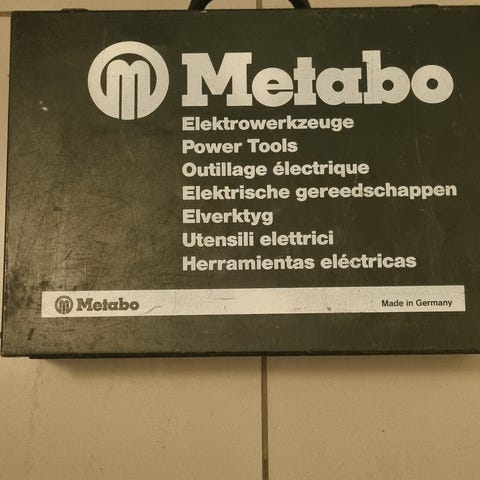 Metabo
Elektrowerkzeuge
Power Tools
Outillage électrique
Elektrische gereedschappen
Elverktyg
Utensili elettrici
Herramientas eléctricas
Metabo Made in Germany